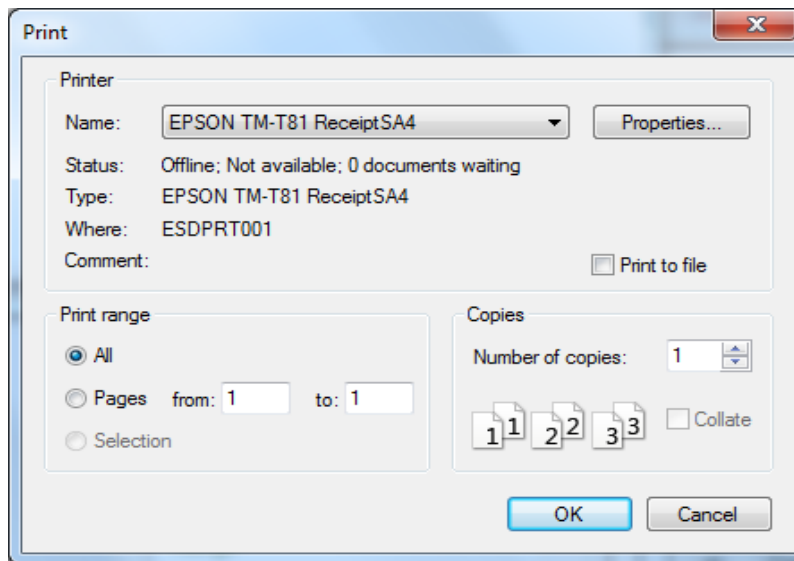 Print
Printer
Name: EPSON TM-T81 ReceiptSA4 Properties...
Status: Offline; Not available; 0 documents waiting
Type: EPSON TM-T81 ReceiptSA4
Where: ESDPRT001
Comment: Print to file
Print range
All
Pages from: 1 to: 1
Selection
Copies
Number of copies: 1
1 1 2 2 3 3 Collate
OK Cancel